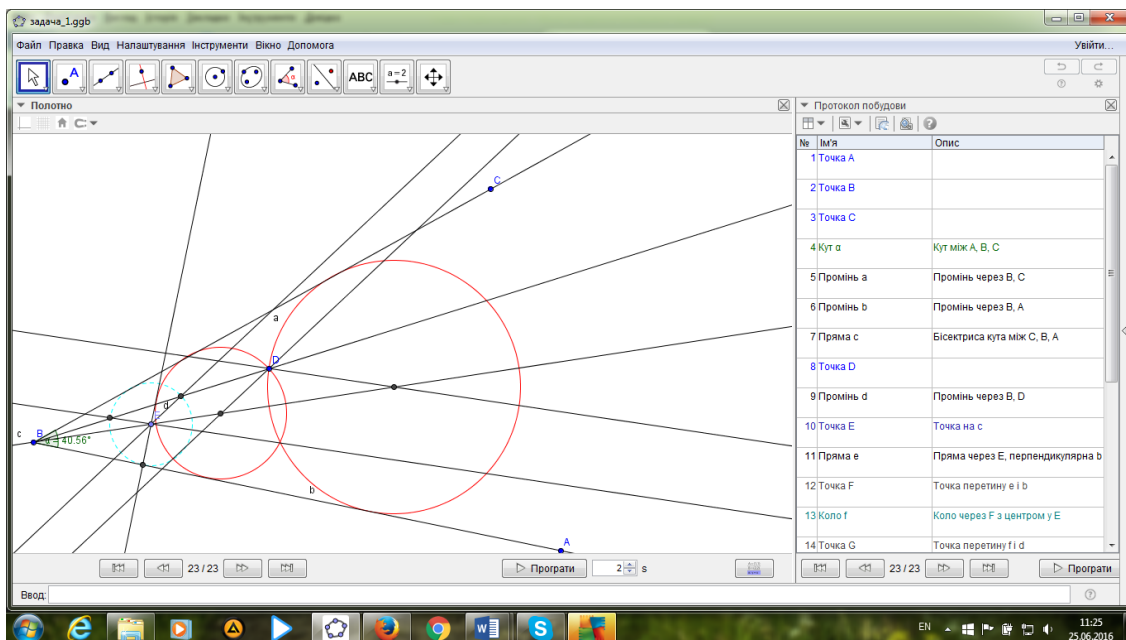 задача_1.ggb
Файл Правка Вид Налаштування Інструменти Вікно Допомога
Увійти...
ABC
a=2
Полотно
Протокол побудови
№ Ім'я Опис
1 Точка A
2 Точка B
3 Точка C
4 Кут α Кут між A, B, C
5 Промінь a Промінь через B, C
6 Промінь b Промінь через B, A
7 Пряма c Бісектриса кута між C, B, A
8 Точка D
9 Промінь d Промінь через B, D
10 Точка E Точка на c
11 Пряма e Пряма через E, перпендикулярна b
12 Точка F Точка перетину e і b
13 Коло f Коло через F з центром у E
14 Точка G Точка перетину f і d
C
a
D
d
E
c
B
α = 40.56°
b
A
23 / 23
Програти
2
s
23 / 23
Програти
Ввод:
EN
11:25
25.06.2016